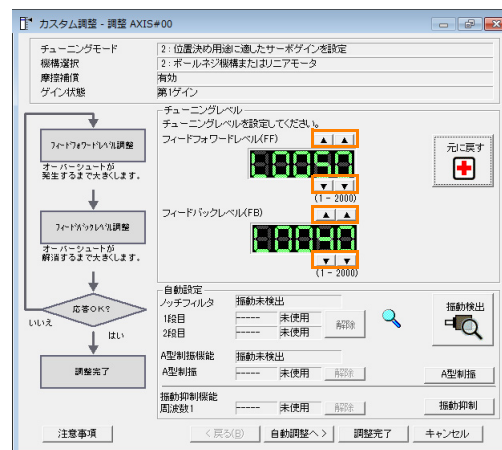 カスタム調整 - 調整 AXIS#00
チューニングモード 2：位置決め用途に適したサーボゲインを設定
機構選択 2：ボールネジ機構またはリニアモータ
摩擦補償 有効
ゲイン状態 第1ゲイン
フィードフォワードレベル調整
オーバーシュートが
発生するまで大きくします。
フィードバックレベル調整
オーバーシュートが
解消するまで大きくします。
応答OK?
いいえ
はい
調整完了
チューニングレベル
チューニングレベルを設定してください。
フィードフォワードレベル(FF)
▲ ▲
▼ ▼
(1 - 2000)
フィードバックレベル(FB)
▲ ▲
▼ ▼
(1 - 2000)
元に戻す
自動設定
ノッチフィルタ 振動未検出
1段目 ----- 未使用
2段目 ----- 未使用
解除
振動検出
A型制振機能 振動未検出
A型制振 ----- 未使用 解除
A型制振
振動抑制機能
周波数1 ----- 未使用 解除
振動抑制
注意事項
< 戻る(B)
自動調整へ >
調整完了
キャンセル